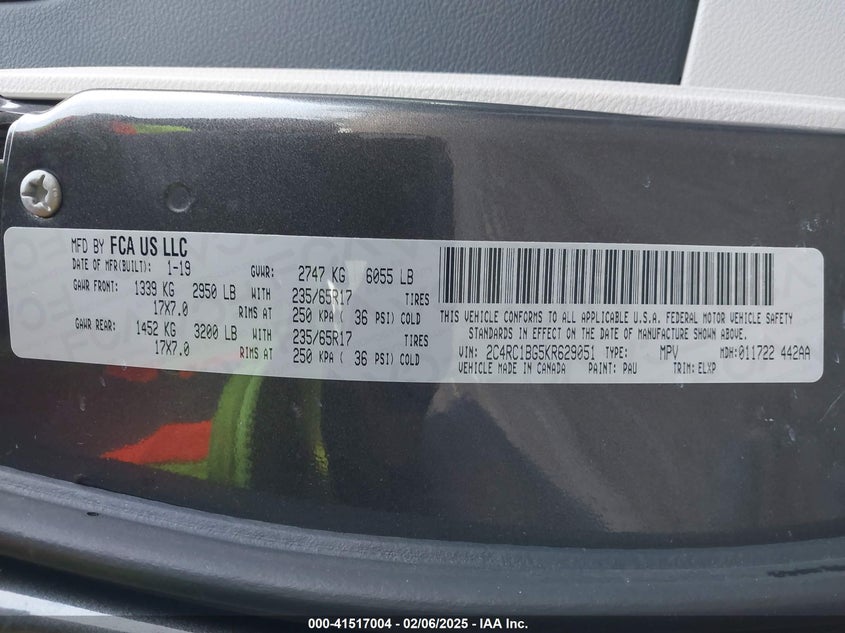 MFD BY FCA US LLC
DATE OF MFR(BUILT): 1-19 GVWR: 2747 KG 6055 LB
GAWR FRONT: 1339 KG 2950 LB WITH 235/65R17 TIRES
17X7.0 RIMS AT 250 KPA ( 36 PSI) COLD
GAWR REAR: 1452 KG 3200 LB WITH 235/65R17 TIRES
17X7.0 RIMS AT 250 KPA ( 36 PSI) COLD
THIS VEHICLE CONFORMS TO ALL APPLICABLE U.S.A. FEDERAL MOTOR VEHICLE SAFETY
STANDARDS IN EFFECT ON THE DATE OF MANUFACTURE SHOWN ABOVE.
VIN: 2C4RC1BG5KR629051 TYPE: MPV MDH:011722 442AA
VEHICLE MADE IN CANADA PAINT: PAU TRIM: ELXP
000-41517004 - 02/06/2025 - IAA Inc.